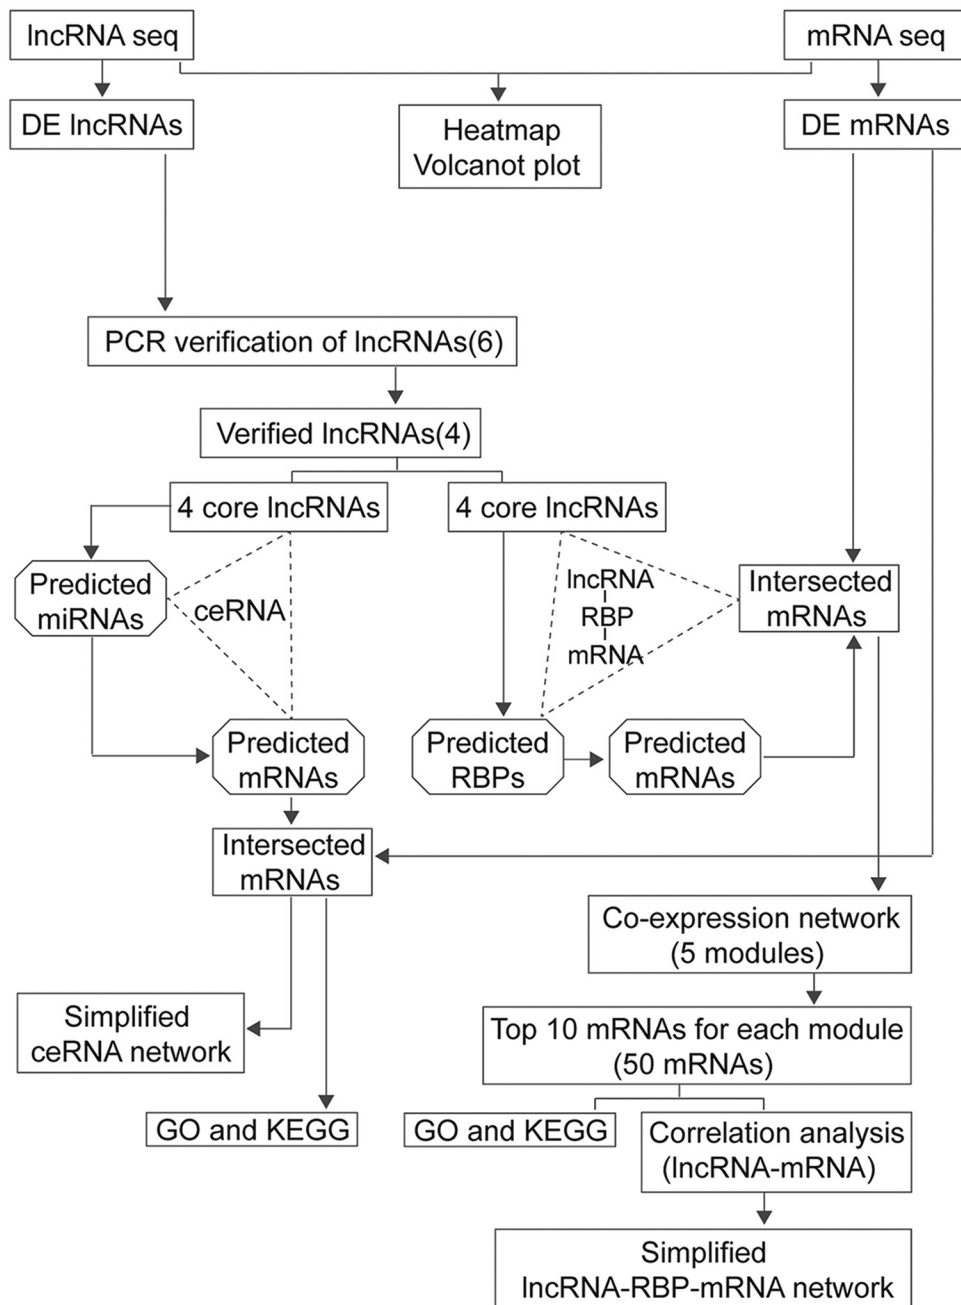 lncRNA seq
mRNA seq
DE lncRNAs
Heatmap
Volcanot plot
DE mRNAs
PCR verification of lncRNAs(6)
Verified lncRNAs(4)
4 core lncRNAs
4 core lncRNAs
Predicted
miRNAs
ceRNA
lncRNA
RBP
mRNA
Intersected
mRNAs
Predicted
mRNAs
Predicted
RBPs
Predicted
mRNAs
Intersected
mRNAs
Co-expression network
(5 modules)
Simplified
ceRNA network
Top 10 mRNAs for each module
(50 mRNAs)
GO and KEGG
GO and KEGG
Correlation analysis
(lncRNA-mRNA)
Simplified
lncRNA-RBP-mRNA network